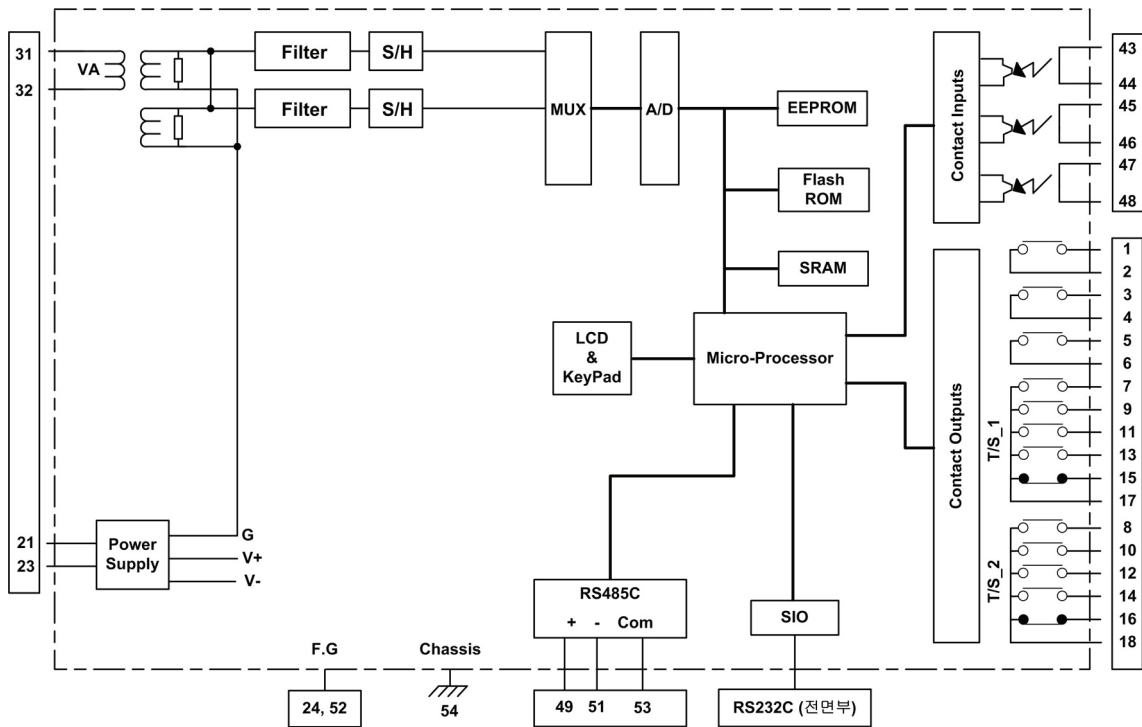 31
32
VA
Filter
S/H
Filter
S/H
MUX
A/D
EEPROM
Flash
ROM
SRAM
LCD
&
KeyPad
Micro-Processor
Contact Inputs
43
44
45
46
47
48
Contact Outputs
T/S_1
T/S_2
1
2
3
4
5
6
7
9
11
13
15
17
8
10
12
14
16
18
21
23
Power
Supply
G
V+
V-
RS485C
+ - Com
SIO
F.G
Chassis
24, 52
54
49 51 53
RS232C (전면부)